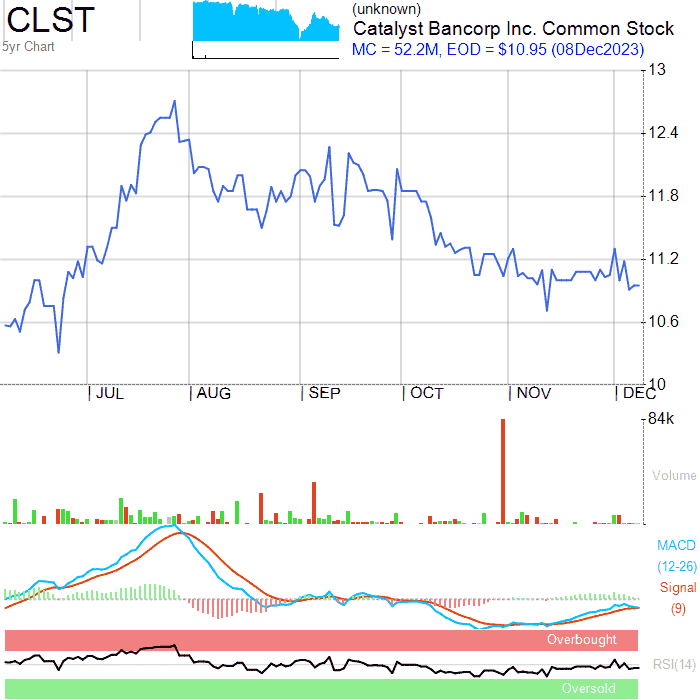 CLST
5yr Chart
(unknown)
Catalyst Bancorp Inc. Common Stock
MC = 52.2M, EOD = $10.95 (08Dec2023)
13
12.4
11.8
11.2
10.6
10
JUL AUG SEP OCT NOV DEC
84k
Volume
MACD
(12-26)
Signal
(9)
Overbought
RSI(14)
Oversold